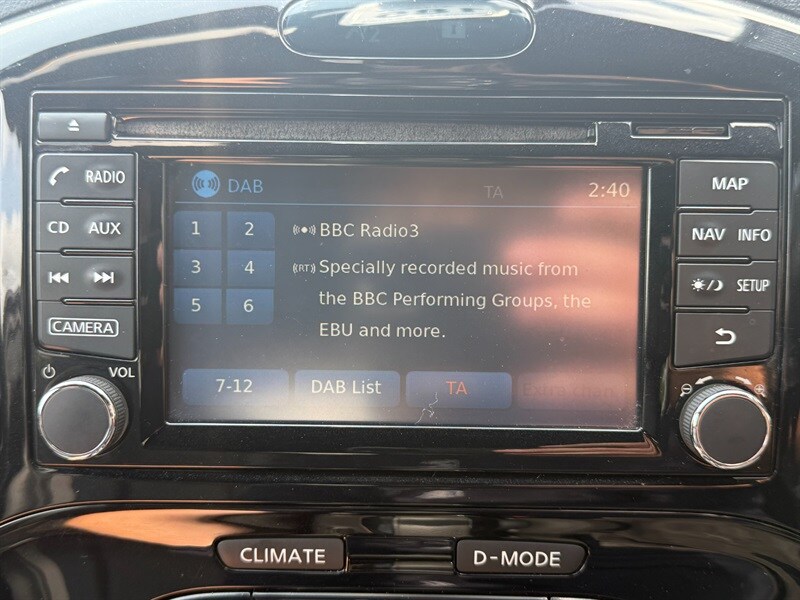 DAB
TA
2:40
RADIO
CD AUX
CAMERA
VOL
1 2
3 4
5 6
BBC Radio3
(RT) Specially recorded music from
the BBC Performing Groups, the
EBU and more.
7-12
DAB List
TA
MAP
NAV INFO
SETUP
CLIMATE
D-MODE